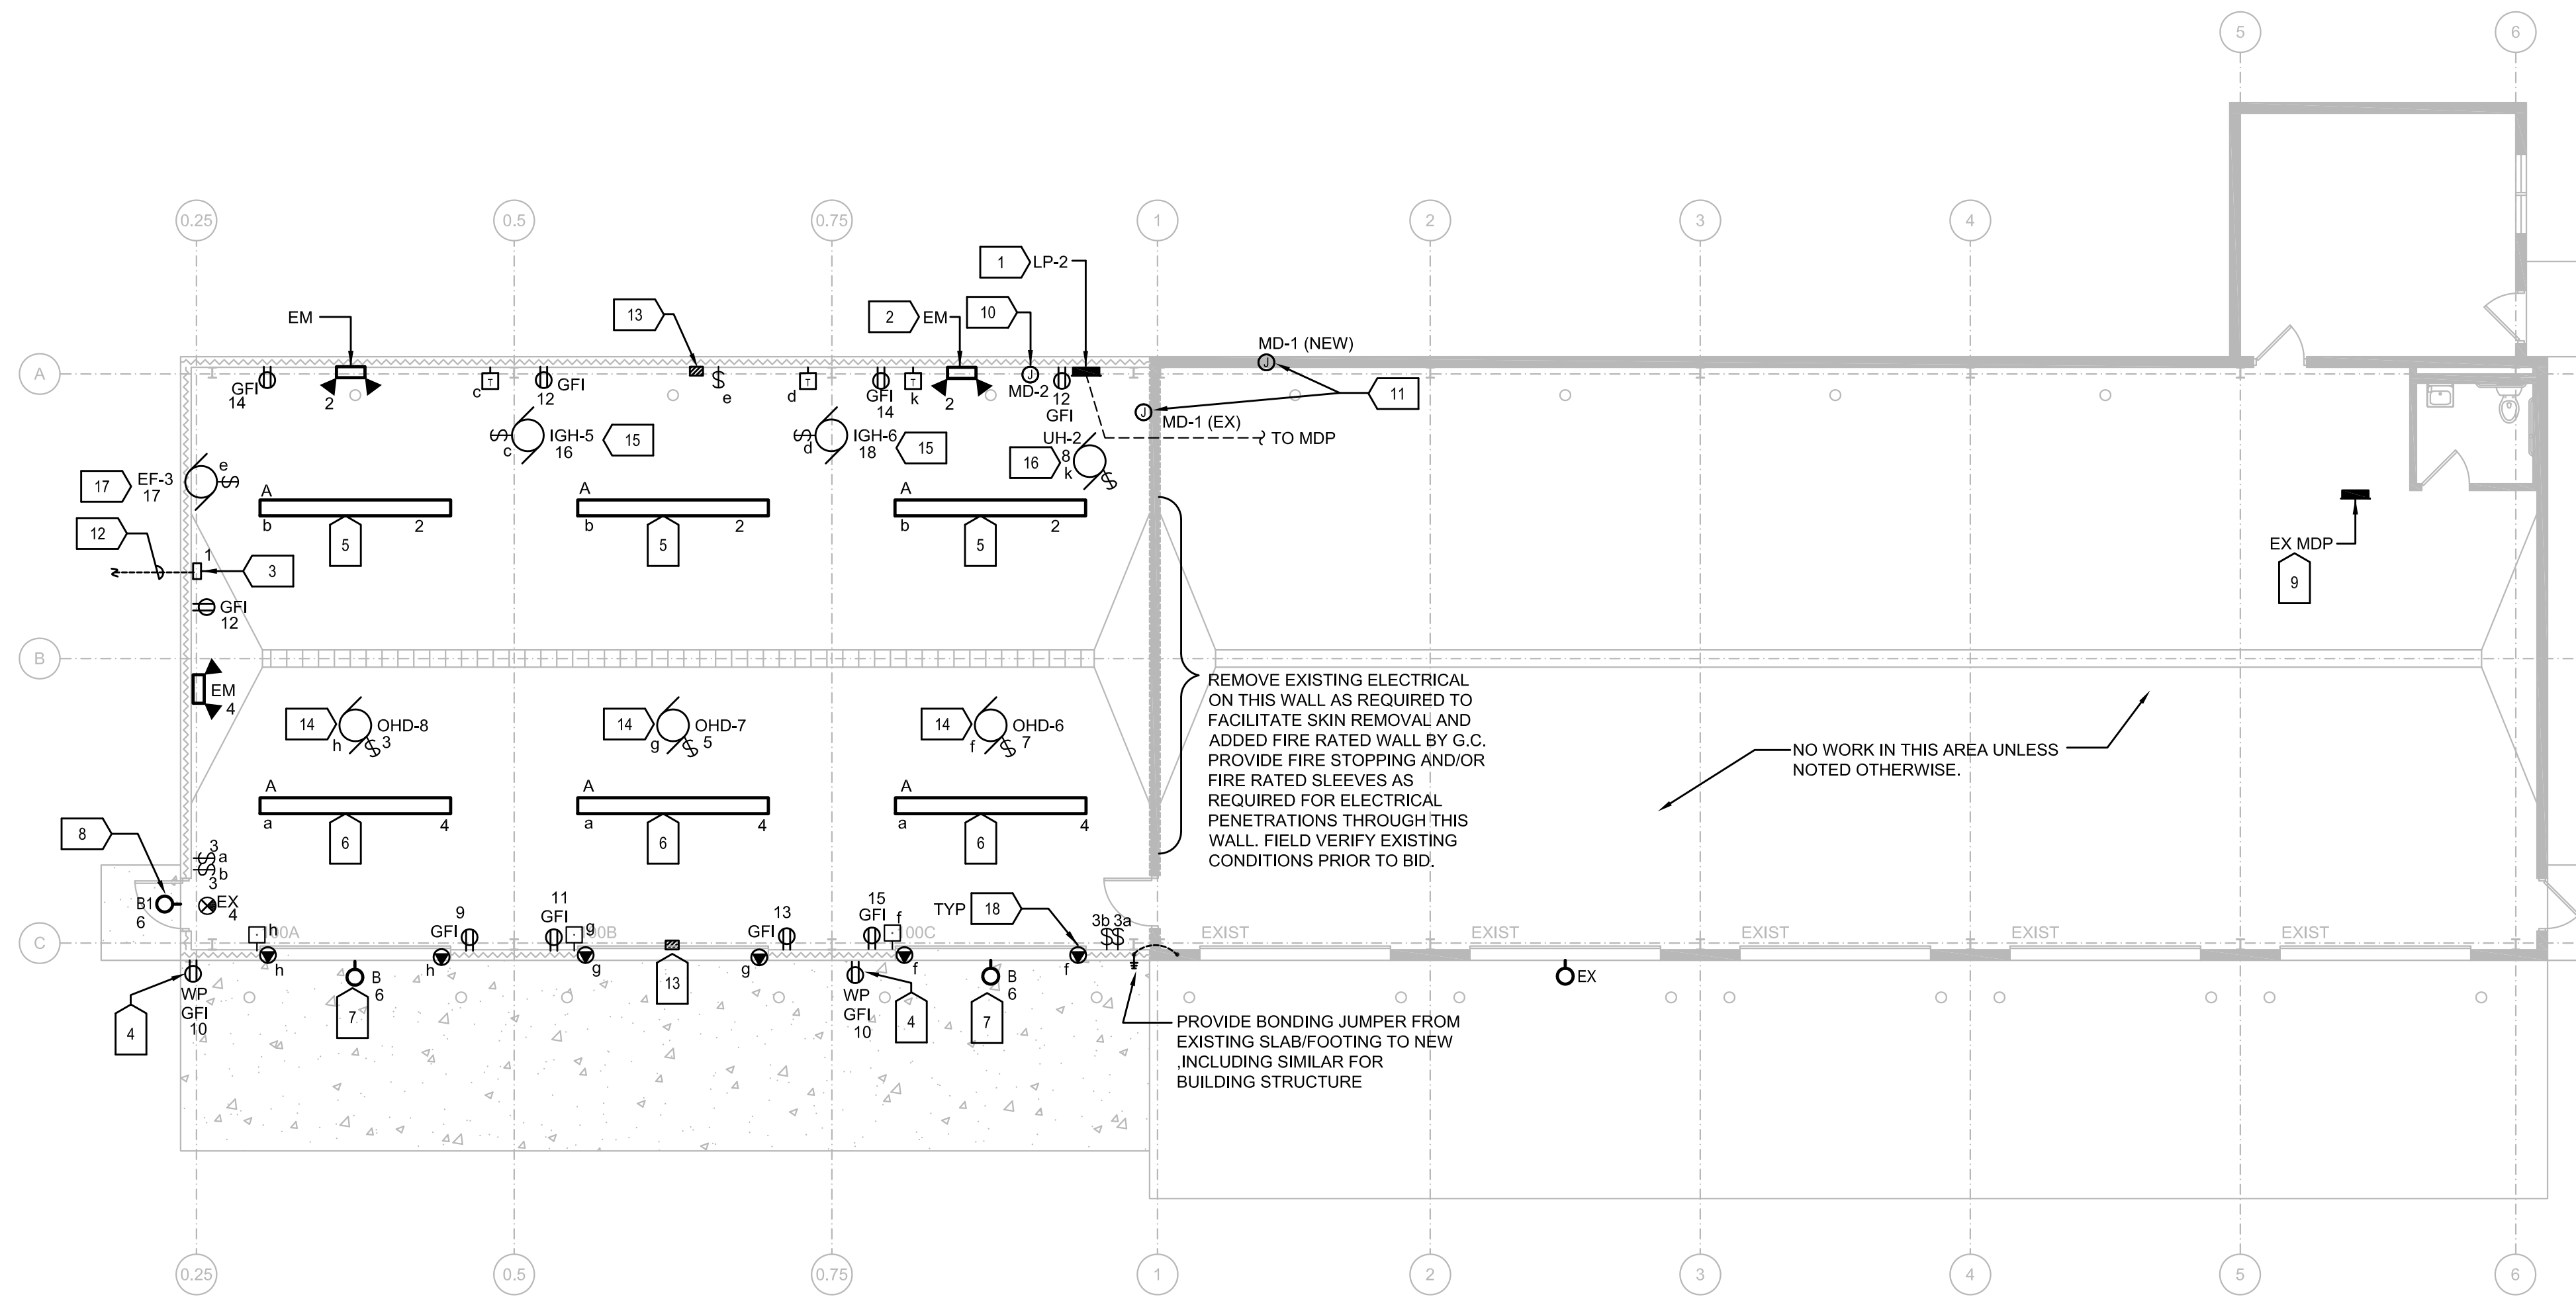 5
6
0.25
0.5
0.75
1
2
3
4
1 LP-2
EM
13
2 EM
10
MD-1 (NEW)
A
GFI
14
2
c
T
12
GFI
e
d
T
GFI
14
T
k
2
MD-2
J
12
GFI
J
J
11
MD-1 (EX)
TO MDP
$
$
c
IGH-5
16
15
$
d
IGH-6
18
15
UH-2
16
8
k
$
17
EF-3
17
e
$
A
b
2
A
b
2
A
b
2
5
5
5
12
1
3
EX MDP
9
GFI
12
B
EM
4
14
h
OHD-8
$
3
14
g
OHD-7
$
5
14
f
OHD-6
$
7
REMOVE EXISTING ELECTRICAL
ON THIS WALL AS REQUIRED TO
FACILITATE SKIN REMOVAL AND
ADDED FIRE RATED WALL BY G.C.
PROVIDE FIRE STOPPING AND/OR
FIRE RATED SLEEVES AS
REQUIRED FOR ELECTRICAL
PENETRATIONS THROUGH THIS
WALL. FIELD VERIFY EXISTING
CONDITIONS PRIOR TO BID.
NO WORK IN THIS AREA UNLESS
NOTED OTHERWISE.
A
a
4
A
a
4
A
a
4
6
6
6
8
3
$ a
$ b
3
B1
6
EX
4
C
h
00A
9
GFI
11
GFI
g
00B
13
GFI
15
GFI
f
100C
TYP 18
3b 3a
$$
EXIST
EXIST
EXIST
EXIST
EXIST
h
h
g
g
f
f
4
WP
GFI
10
7
B
6
13
WP
GFI
10
4
B
6
7
EX
PROVIDE BONDING JUMPER FROM
EXISTING SLAB/FOOTING TO NEW
,INCLUDING SIMILAR FOR
BUILDING STRUCTURE
0.25
0.5
0.75
1
2
3
4
5
6